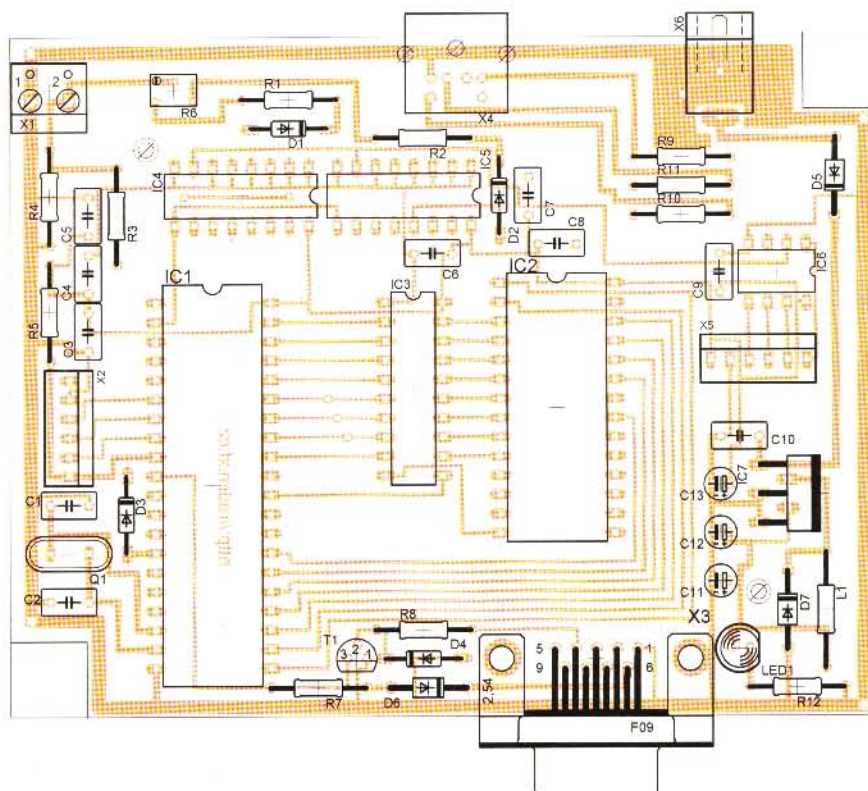 X6
1 2
X1
R6
R1
D1
X4
R2
IC5
IC4
R9
R11
R10
D5
R4
C5
R3
D2
C7
C8
C6
C4
R5
IC1
IC3
IC2
C9
IC6
X5
X2
C10
IC7
C13
C1
D3
C12
Q1
C11
D7
L1
C2
T1
3 2 1
R8
D4
X3
5 1
9 6
2.54
LED1
R7
D6
F09
R12